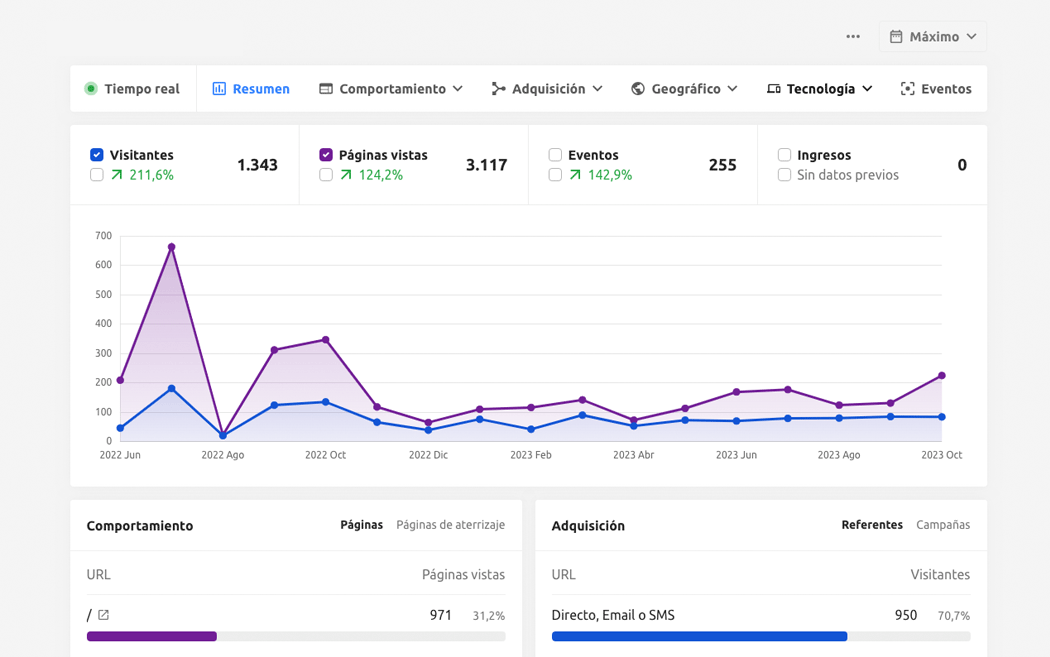 Máximo
Tiempo real Resumen Comportamiento Adquisición Geográfico Tecnología Eventos
Visitantes 1.343 Páginas vistas 3.117 Eventos 255 Ingresos 0
211,6% 124,2% 142,9% Sin datos previos
700
600
500
400
300
200
100
0
2022 Jun 2022 Ago 2022 Oct 2022 Dic 2023 Feb 2023 Abr 2023 Jun 2023 Ago 2023 Oct
Comportamiento Páginas Páginas de aterrizaje
URL Páginas vistas
/ 971 31,2%
Adquisición Referentes Campañas
URL Visitantes
Directo, Email o SMS 950 70,7%